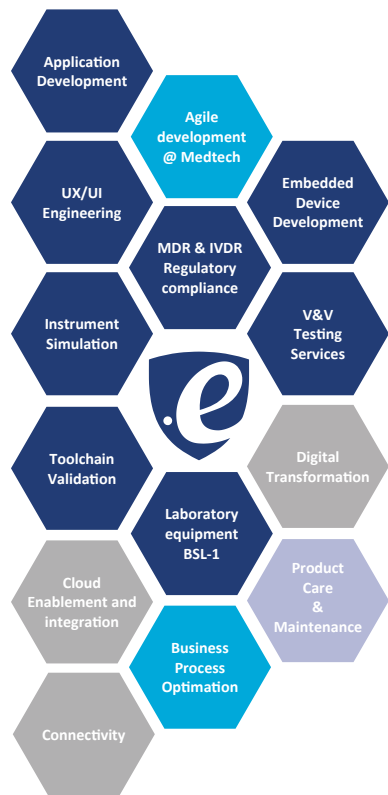 Application
Development
Agile
development
@ Medtech
UX/UI
Engineering
Embedded
Device
Development
MDR & IVDR
Regulatory
compliance
Instrument
Simulation
V&V
Testing
Services
.e
Toolchain
Validation
Digital
Transformation
Laboratory
equipment
BSL-1
Cloud
Enablement and
integration
Product
Care
&
Maintenance
Business
Process
Optimation
Connectivity